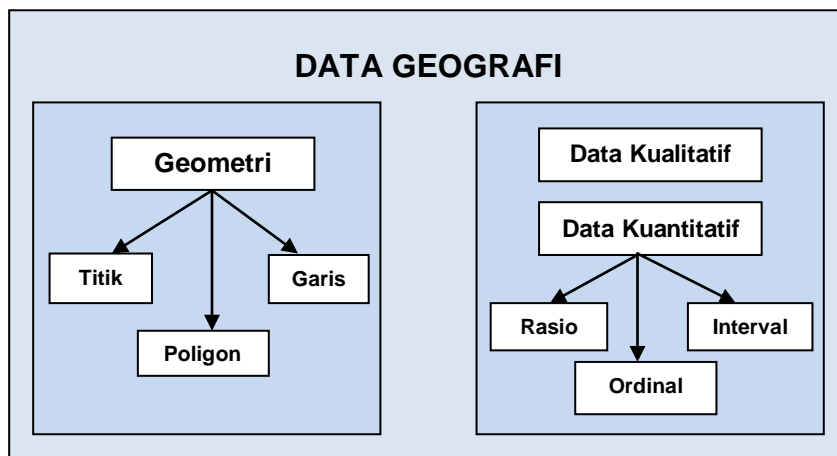 DATA GEOGRAFI
Geometri
Titik
Garis
Poligon
Data Kualitatif
Data Kuantitatif
Rasio
Interval
Ordinal